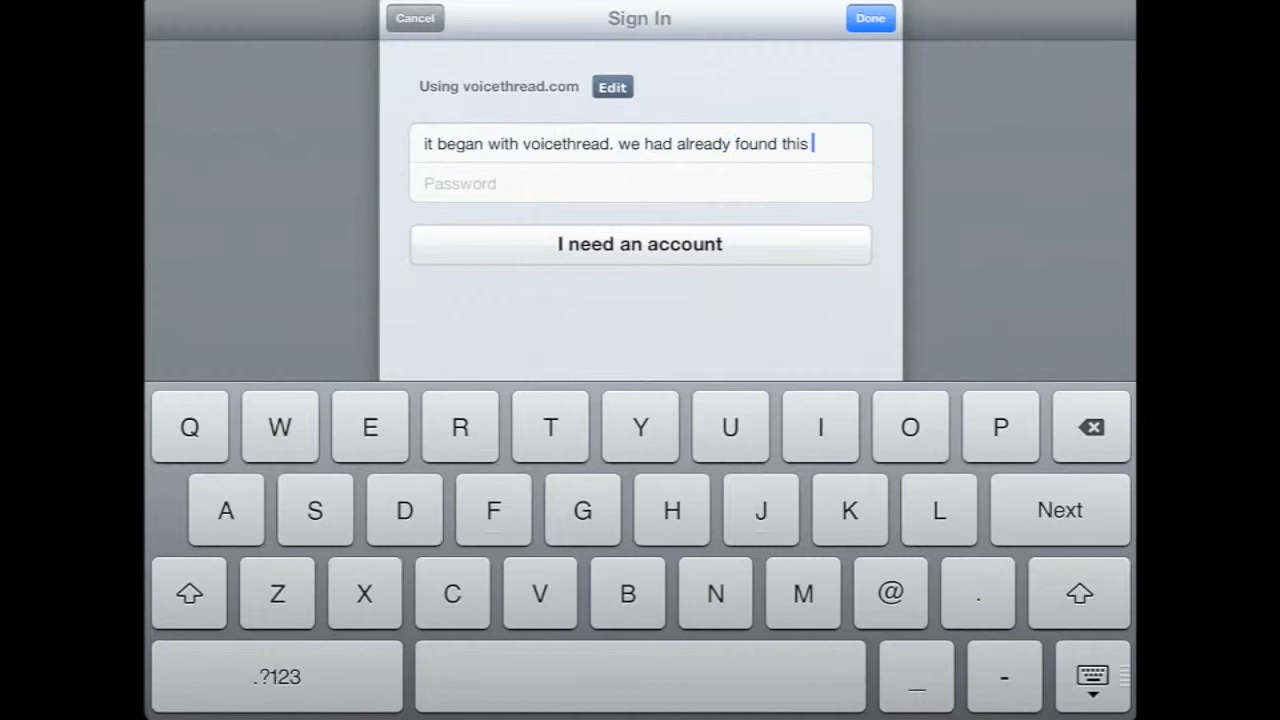 Cancel Sign In Done
Using voicethread.com Edit
it began with voicethread. we had already found this
Password
I need an account
Q W E R T Y U I O P
A S D F G H J K L Next
Z X C V B N M @ .
.?123 _ -